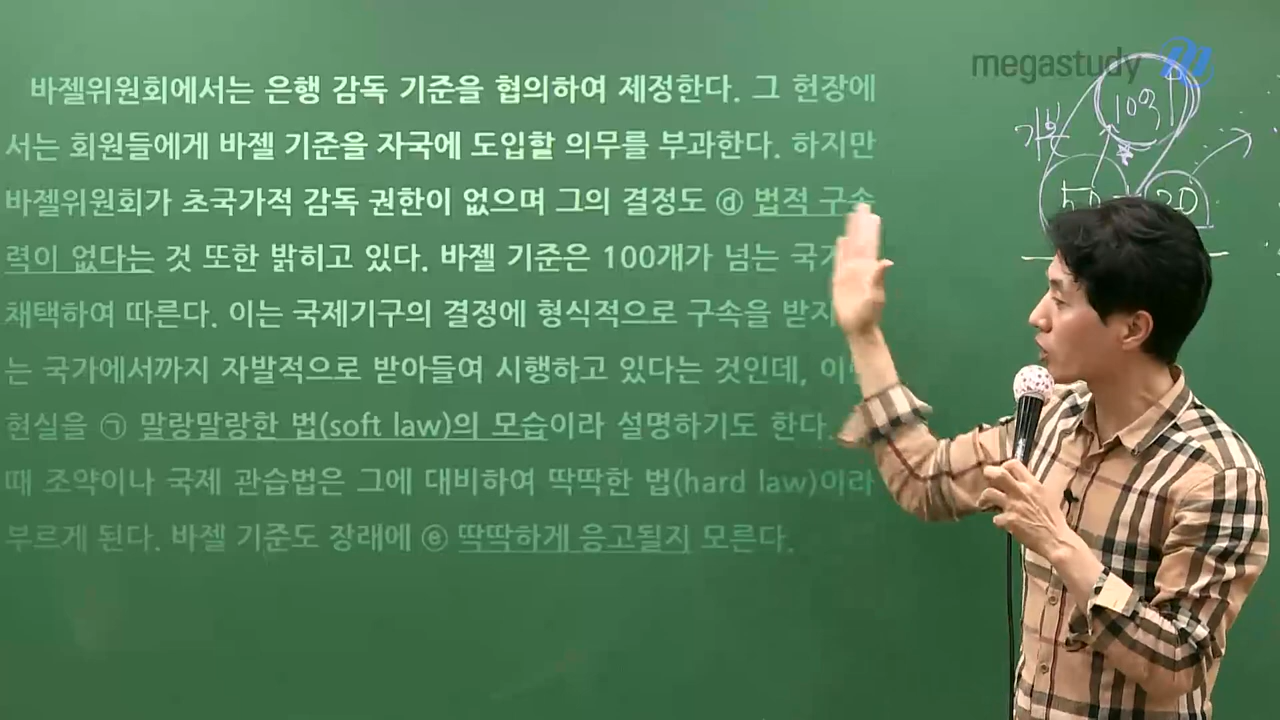 megastudy
바젤위원회에서는 은행 감독 기준을 협의하여 제정한다. 그 헌장에
서는 회원들에게 바젤 기준을 자국에 도입할 의무를 부과한다. 하지만
바젤위원회가 초국가적 감독 권한이 없으며 그의 결정도 ⓓ 법적 구속
력이 없다는 것 또한 밝히고 있다. 바젤 기준은 100개가 넘는 국가
채택하여 따른다. 이는 국제기구의 결정에 형식적으로 구속을 받지
는 국가에서까지 자발적으로 받아들여 시행하고 있다는 것인데,
현실을 ㉠ 말랑말랑한 법(soft law)의 모습이라 설명하기도 한다.
때 조약이나 국제 관습법은 그에 대비하여 딱딱한 법(hard law)이라
부르게 된다. 바젤 기준도 장래에 ⓔ 딱딱하게 응고될지 모른다.
10억